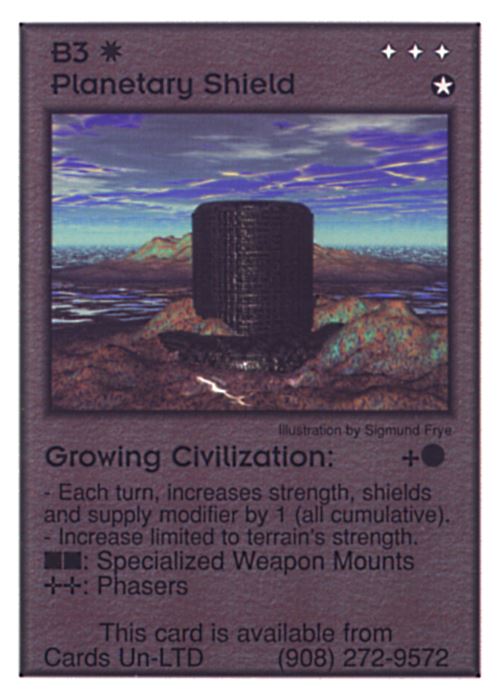 B3 ✷
Planetary Shield
Illustration by Sigmund Frye
Growing Civilization: +●
- Each turn, increases strength, shields
and supply modifier by 1 (all cumulative).
- Increase limited to terrain's strength.
■■: Specialized Weapon Mounts
✢✢: Phasers
This card is available from
Cards Un-LTD (908) 272-9572